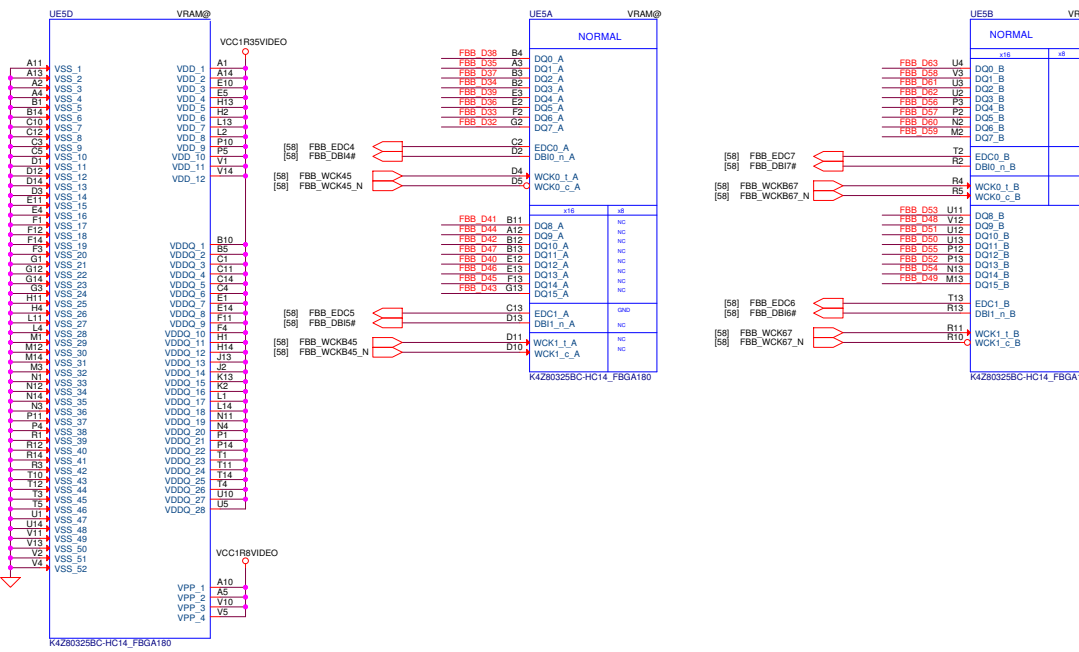 UE5D VRAM@
VCC1R35VIDEO
A11 VSS_1 VDD_1 A1
A13 VSS_2 VDD_2 A14
A2 VSS_3 VDD_3 E10
A4 VSS_4 VDD_4 E5
B1 VSS_5 VDD_5 H13
B14 VSS_6 VDD_6 H2
C10 VSS_7 VDD_7 L13
C12 VSS_8 VDD_8 L2
C3 VSS_9 VDD_9 P10
C5 VSS_10 VDD_10 P5
D1 VSS_11 VDD_11 V1
D12 VSS_12 VDD_12 V14
D14 VSS_13
D3 VSS_14
E11 VSS_15
E4 VSS_16
F1 VSS_17
F12 VSS_18
F14 VSS_19 VDDQ_1 B10
F3 VSS_20 VDDQ_2 B5
G1 VSS_21 VDDQ_3 C1
G12 VSS_22 VDDQ_4 C11
G14 VSS_23 VDDQ_5 C14
G3 VSS_24 VDDQ_6 C4
H11 VSS_25 VDDQ_7 E1
H4 VSS_26 VDDQ_8 E14
L11 VSS_27 VDDQ_9 F11
L4 VSS_28 VDDQ_10 F4
M1 VSS_29 VDDQ_11 H1
M12 VSS_30 VDDQ_12 H14
M14 VSS_31 VDDQ_13 J13
M3 VSS_32 VDDQ_14 J2
N1 VSS_33 VDDQ_15 K13
N12 VSS_34 VDDQ_16 K2
N14 VSS_35 VDDQ_17 L1
N3 VSS_36 VDDQ_18 L14
P11 VSS_37 VDDQ_19 N11
P4 VSS_38 VDDQ_20 N4
R1 VSS_39 VDDQ_21 P1
R12 VSS_40 VDDQ_22 P14
R14 VSS_41 VDDQ_23 T1
R3 VSS_42 VDDQ_24 T11
T10 VSS_43 VDDQ_25 T14
T12 VSS_44 VDDQ_26 T4
T3 VSS_45 VDDQ_27 U10
T5 VSS_46 VDDQ_28 U5
U1 VSS_47
U14 VSS_48
V11 VSS_49
V13 VSS_50
V2 VSS_51
V4 VSS_52
VCC1R8VIDEO
VPP_1 A10
VPP_2 A5
VPP_3 V10
VPP_4 V5
K4Z80325BC-HC14_FBGA180
UE5A VRAM@
NORMAL
FBB_D38 B4 DQ0_A
FBB_D35 A3 DQ1_A
FBB_D37 B3 DQ2_A
FBB_D34 B2 DQ3_A
FBB_D39 E3 DQ4_A
FBB_D36 E2 DQ5_A
FBB_D33 F2 DQ6_A
FBB_D32 G2 DQ7_A
[58] FBB_EDC4 C2 EDC0_A
[58] FBB_DBI4# D2 DBI0_n_A
[58] FBB_WCK45 D4 WCK0_t_A
[58] FBB_WCK45_N D5 WCK0_c_A
x16 x8
FBB_D41 B11 DQ8_A NC
FBB_D44 A12 DQ9_A NC
FBB_D42 B12 DQ10_A NC
FBB_D47 B13 DQ11_A NC
FBB_D40 E12 DQ12_A NC
FBB_D46 E13 DQ13_A NC
FBB_D45 F13 DQ14_A NC
FBB_D43 G13 DQ15_A NC
[58] FBB_EDC5 C13 EDC1_A GND
[58] FBB_DBI5# D13 DBI1_n_A NC
[58] FBB_WCKB45 D11 WCK1_t_A NC
[58] FBB_WCKB45_N D10 WCK1_c_A NC
K4Z80325BC-HC14_FBGA180
UE5B VR
NORMAL
x16 x8
FBB_D63 U4 DQ0_B
FBB_D58 V3 DQ1_B
FBB_D61 U3 DQ2_B
FBB_D62 U2 DQ3_B
FBB_D56 P3 DQ4_B
FBB_D57 P2 DQ5_B
FBB_D60 N2 DQ6_B
FBB_D59 M2 DQ7_B
[58] FBB_EDC7 T2 EDC0_B
[58] FBB_DBI7# R2 DBI0_n_B
[58] FBB_WCKB67 R4 WCK0_t_B
[58] FBB_WCKB67_N R5 WCK0_c_B
FBB_D53 U11 DQ8_B
FBB_D48 V12 DQ9_B
FBB_D51 U12 DQ10_B
FBB_D50 U13 DQ11_B
FBB_D55 P12 DQ12_B
FBB_D52 P13 DQ13_B
FBB_D54 N13 DQ14_B
FBB_D49 M13 DQ15_B
[58] FBB_EDC6 T13 EDC1_B
[58] FBB_DBI6# R13 DBI1_n_B
[58] FBB_WCK67 R11 WCK1_t_B
[58] FBB_WCK67_N R10 WCK1_c_B
K4Z80325BC-HC14_FBGA1